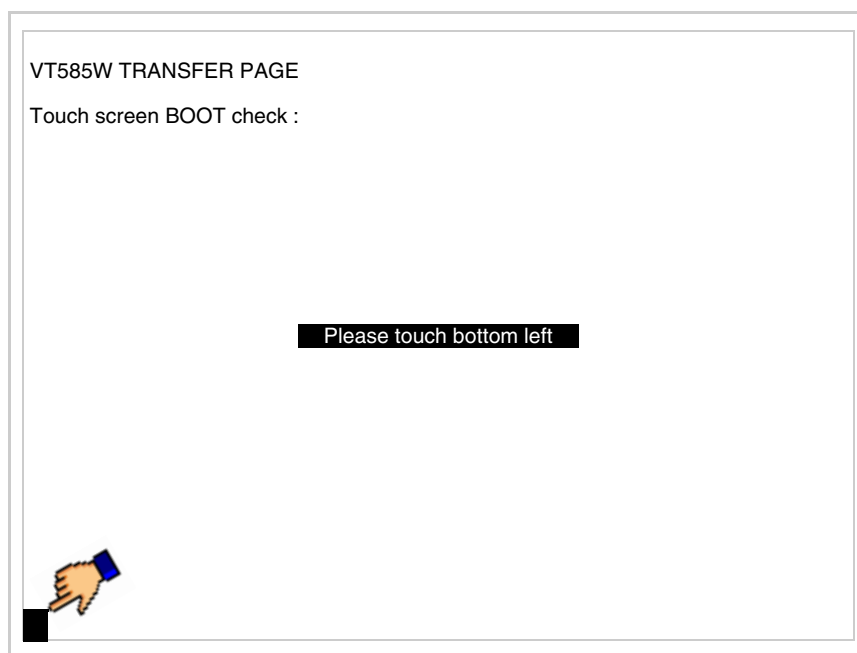 VT585W TRANSFER PAGE
Touch screen BOOT check :
Please touch bottom left